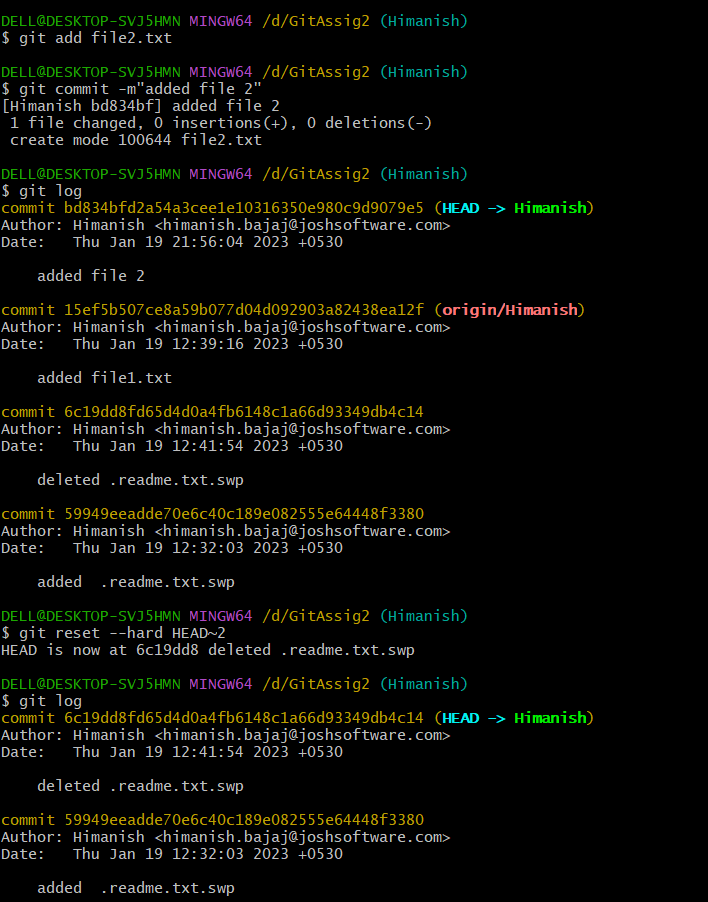 DELL@DESKTOP-SVJ5HMN MINGW64 /d/GitAssig2 (Himanish)
$ git add file2.txt
DELL@DESKTOP-SVJ5HMN MINGW64 /d/GitAssig2 (Himanish)
$ git commit -m"added file 2"
[Himanish bd834bf] added file 2
 1 file changed, 0 insertions(+), 0 deletions(-)
 create mode 100644 file2.txt
DELL@DESKTOP-SVJ5HMN MINGW64 /d/GitAssig2 (Himanish)
$ git log
commit bd834bfd2a54a3cee1e10316350e980c9d9079e5 (HEAD -> Himanish)
Author: Himanish <himanish.bajaj@joshsoftware.com>
Date:   Thu Jan 19 21:56:04 2023 +0530
    added file 2
commit 15ef5b507ce8a59b077d04d092903a82438ea12f (origin/Himanish)
Author: Himanish <himanish.bajaj@joshsoftware.com>
Date:   Thu Jan 19 12:39:16 2023 +0530
    added file1.txt
commit 6c19dd8fd65d4d0a4fb6148c1a66d93349db4c14
Author: Himanish <himanish.bajaj@joshsoftware.com>
Date:   Thu Jan 19 12:41:54 2023 +0530
    deleted .readme.txt.swp
commit 59949eeadde70e6c40c189e082555e64448f3380
Author: Himanish <himanish.bajaj@joshsoftware.com>
Date:   Thu Jan 19 12:32:03 2023 +0530
    added  .readme.txt.swp
DELL@DESKTOP-SVJ5HMN MINGW64 /d/GitAssig2 (Himanish)
$ git reset --hard HEAD~2
HEAD is now at 6c19dd8 deleted .readme.txt.swp
DELL@DESKTOP-SVJ5HMN MINGW64 /d/GitAssig2 (Himanish)
$ git log
commit 6c19dd8fd65d4d0a4fb6148c1a66d93349db4c14 (HEAD -> Himanish)
Author: Himanish <himanish.bajaj@joshsoftware.com>
Date:   Thu Jan 19 12:41:54 2023 +0530
    deleted .readme.txt.swp
commit 59949eeadde70e6c40c189e082555e64448f3380
Author: Himanish <himanish.bajaj@joshsoftware.com>
Date:   Thu Jan 19 12:32:03 2023 +0530
    added  .readme.txt.swp